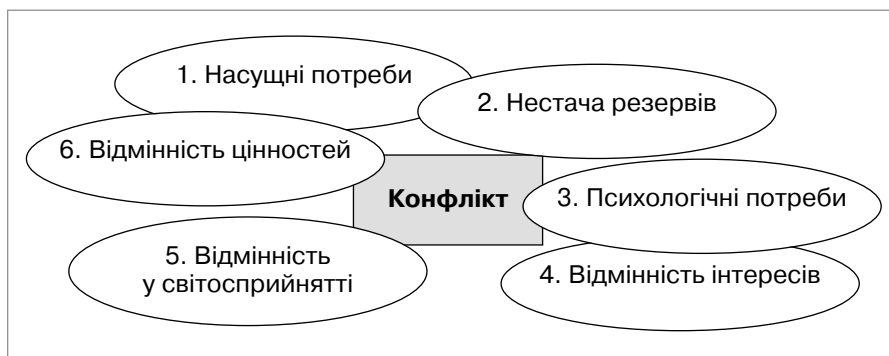 1. Насущні потреби
2. Нестача резервів
6. Відмінність цінностей
Конфлікт
3. Психологічні потреби
5. Відмінність
у світосприйнятті
4. Відмінність інтересів